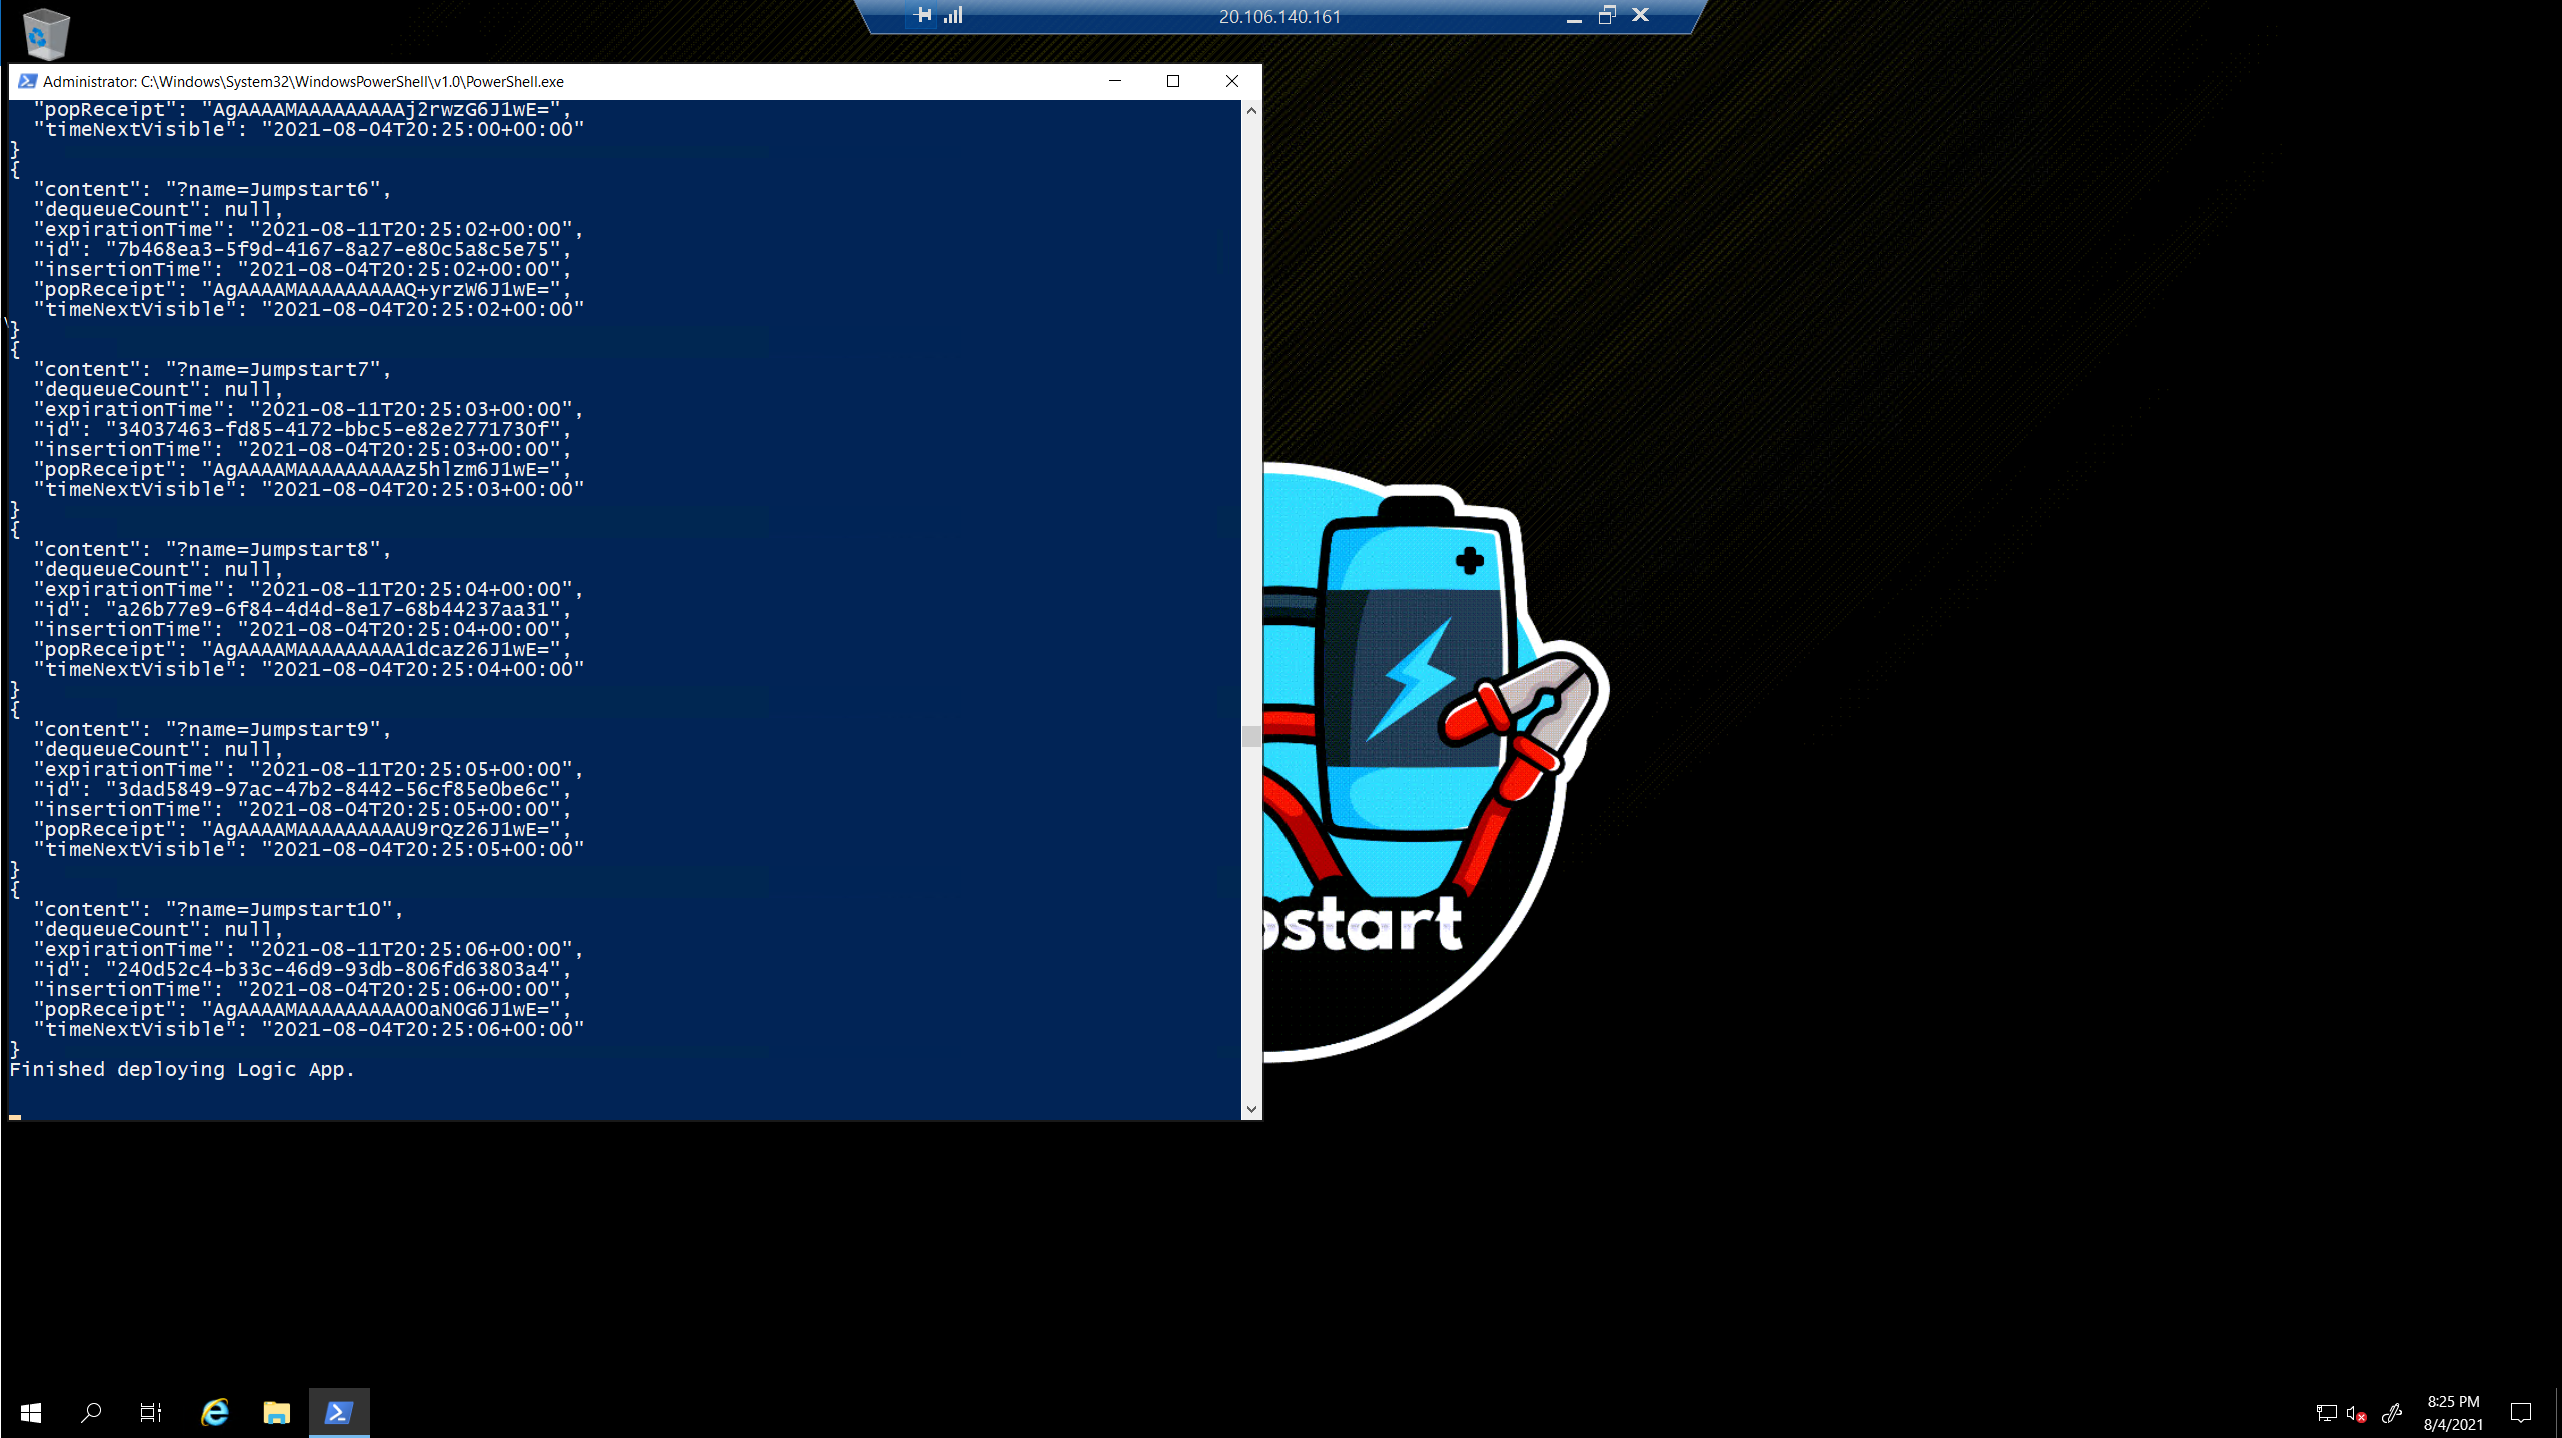 20.106.140.161
Administrator: C:\Windows\System32\WindowsPowerShell\v1.0\PowerShell.exe
"popReceipt": "AgAAAAMAAAAAAAAAj2rwzG6J1wE=",
"timeNextVisible": "2021-08-04T20:25:00+00:00"
}
{
"content": "?name=Jumpstart6",
"dequeueCount": null,
"expirationTime": "2021-08-11T20:25:02+00:00",
"id": "7b468ea3-5f9d-4167-8a27-e80c5a8c5e75",
"insertionTime": "2021-08-04T20:25:02+00:00",
"popReceipt": "AgAAAAMAAAAAAAAAQ+yrzW6J1wE=",
"timeNextVisible": "2021-08-04T20:25:02+00:00"
}
{
"content": "?name=Jumpstart7",
"dequeueCount": null,
"expirationTime": "2021-08-11T20:25:03+00:00",
"id": "34037463-fd85-4172-bbc5-e82e2771730f",
"insertionTime": "2021-08-04T20:25:03+00:00",
"popReceipt": "AgAAAAMAAAAAAAAAz5hlzm6J1wE=",
"timeNextVisible": "2021-08-04T20:25:03+00:00"
}
{
"content": "?name=Jumpstart8",
"dequeueCount": null,
"expirationTime": "2021-08-11T20:25:04+00:00",
"id": "a26b77e9-6f84-4d4d-8e17-68b44237aa31",
"insertionTime": "2021-08-04T20:25:04+00:00",
"popReceipt": "AgAAAAMAAAAAAAAA1dcaz26J1wE=",
"timeNextVisible": "2021-08-04T20:25:04+00:00"
}
{
"content": "?name=Jumpstart9",
"dequeueCount": null,
"expirationTime": "2021-08-11T20:25:05+00:00",
"id": "3dad5849-97ac-47b2-8442-56cf85e0be6c",
"insertionTime": "2021-08-04T20:25:05+00:00",
"popReceipt": "AgAAAAMAAAAAAAAAU9rQz26J1wE=",
"timeNextVisible": "2021-08-04T20:25:05+00:00"
}
{
"content": "?name=Jumpstart10",
"dequeueCount": null,
"expirationTime": "2021-08-11T20:25:06+00:00",
"id": "240d52c4-b33c-46d9-93db-806fd63803a4",
"insertionTime": "2021-08-04T20:25:06+00:00",
"popReceipt": "AgAAAAMAAAAAAAAA00aN0G6J1wE=",
"timeNextVisible": "2021-08-04T20:25:06+00:00"
}
Finished deploying Logic App.
pstart
8:25 PM
8/4/2021